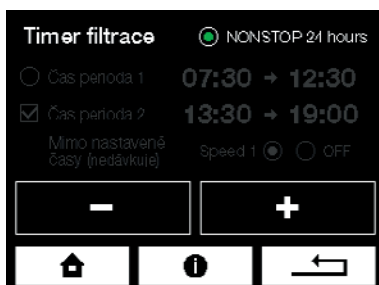 Timer filtrace NONSTOP 24 hours
Čas perioda 1 07:30 → 12:30
Čas perioda 2 13:30 → 19:00
Mimo nastavené
časy (nedávkuje) Speed 1 OFF
− +